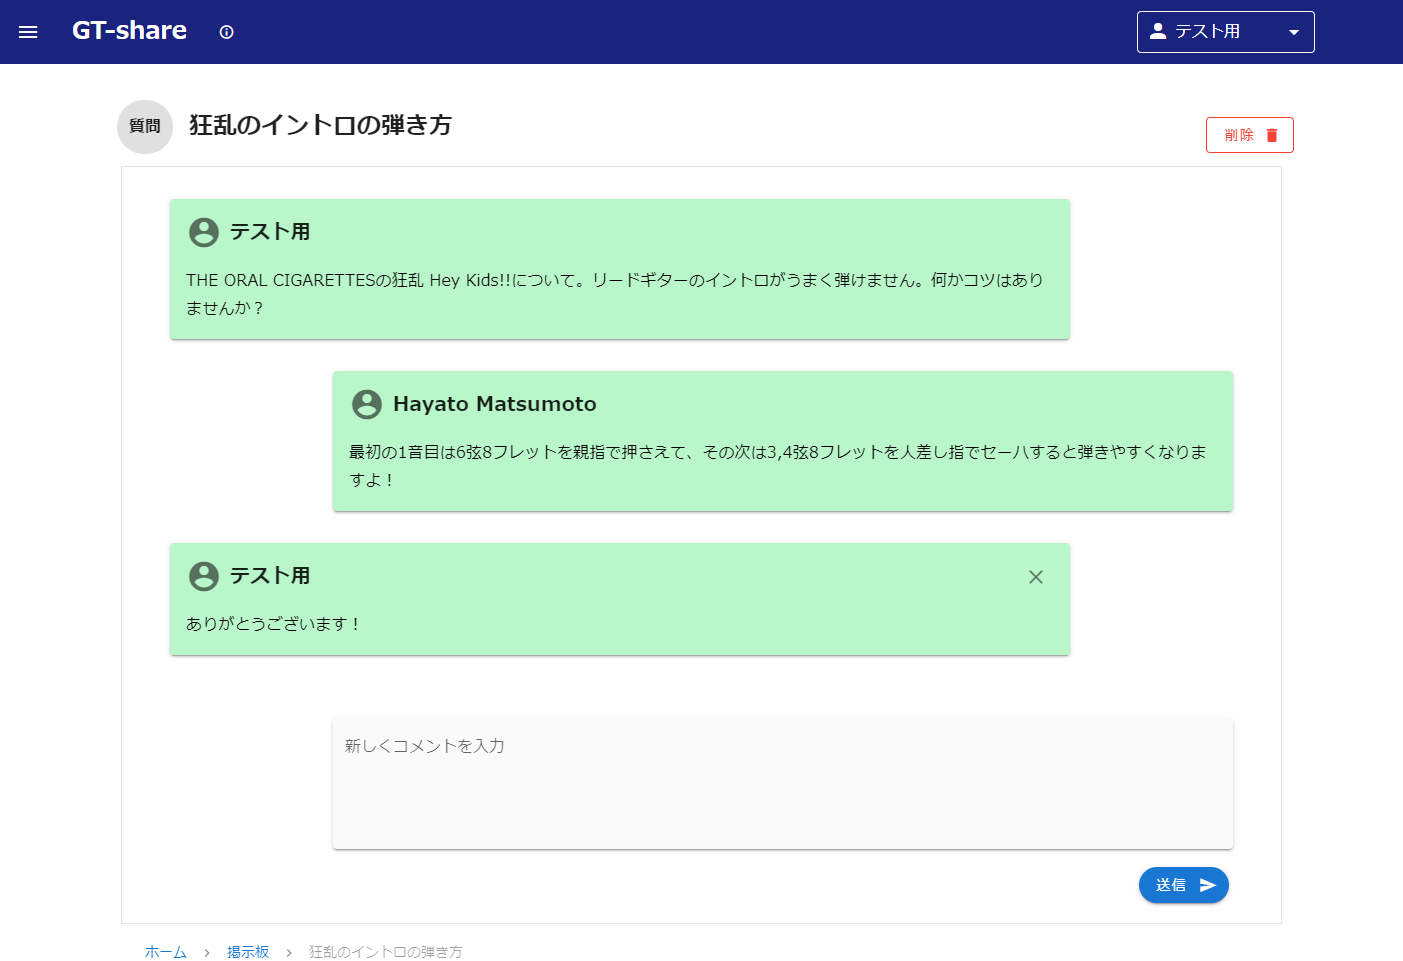 GT-share
テスト用
質問
狂乱のイントロの弾き方
削除
テスト用
THE ORAL CIGARETTESの狂乱 Hey Kids!!について。リードギターのイントロがうまく弾けません。何かコツはあり
ませんか？
Hayato Matsumoto
最初の1音目は6弦8フレットを親指で押さえて、その次は3,4弦8フレットを人差し指でセーハすると弾きやすくなりま
すよ！
テスト用
ありがとうございます！
新しくコメントを入力
送信
ホーム > 掲示板 > 狂乱のイントロの弾き方